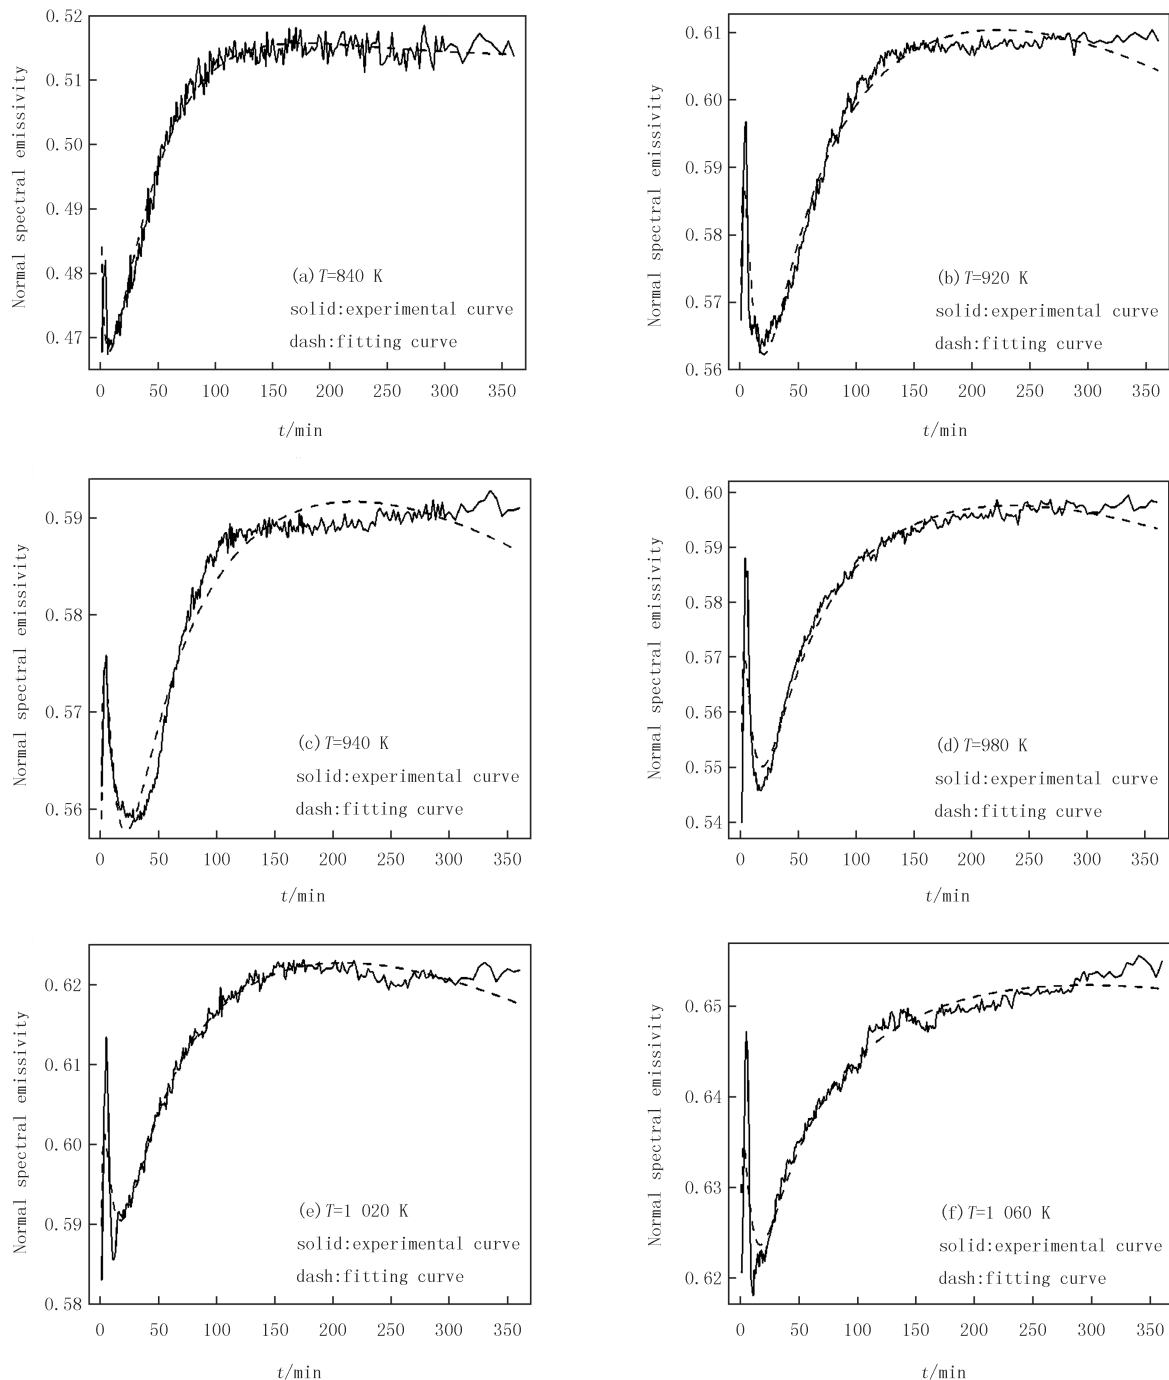 0.52
0.51
0.50
0.49
0.48
0.47
Normal spectral emissivity
(a)T=840 K
solid:experimental curve
dash:fitting curve
0 50 100 150 200 250 300 350
t/min
0.61
0.60
0.59
0.58
0.57
0.56
Normal spectral emissivity
(b)T=920 K
solid:experimental curve
dash:fitting curve
0 50 100 150 200 250 300 350
t/min
0.59
0.58
0.57
0.56
Normal spectral emissivity
(c)T=940 K
solid:experimental curve
dash:fitting curve
0 50 100 150 200 250 300 350
t/min
0.60
0.59
0.58
0.57
0.56
0.55
0.54
Normal spectral emissivity
(d)T=980 K
solid:experimental curve
dash:fitting curve
0 50 100 150 200 250 300 350
t/min
0.62
0.61
0.60
0.59
0.58
Normal spectral emissivity
(e)T=1 020 K
solid:experimental curve
dash:fitting curve
0 50 100 150 200 250 300 350
t/min
0.65
0.64
0.63
0.62
Normal spectral emissivity
(f)T=1 060 K
solid:experimental curve
dash:fitting curve
0 50 100 150 200 250 300 350
t/min